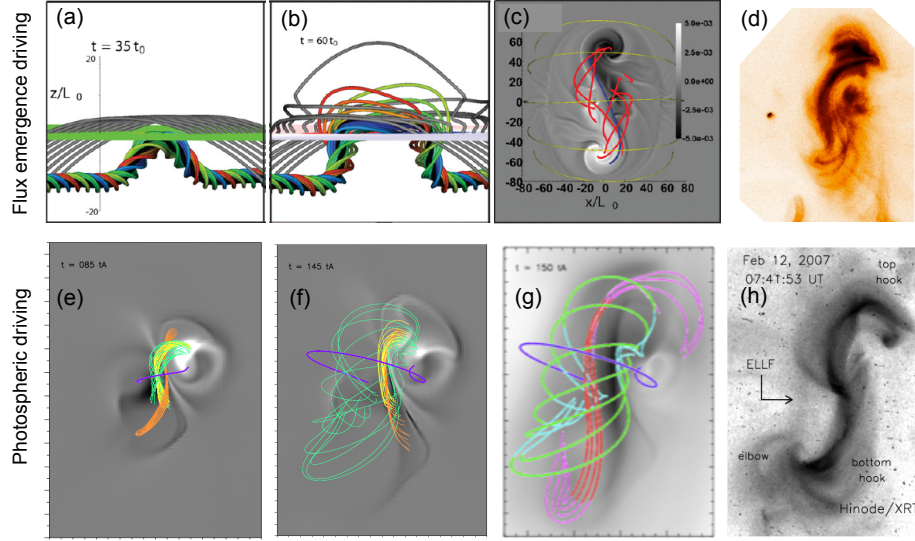 Flux emergence driving
(a)
t = 35 t₀
20
z/L
0
-20
(b)
t = 60 t₀
(c)
5.0e-03
2.5e-03
0.0e+00
-2.5e-03
-5.0e-03
60
40
20
0
-20
-40
-60
-80
-80 -60 -40 -20 0 20 40 60 80
x/L 0
(d)
Photospheric driving
t = 085 tA
(e)
t = 145 tA
(f)
t = 150 tA
(g)
Feb 12, 2007
07:41:53 UT
(h)
top
hook
ELLF
elbow
bottom
hook
Hinode/XRT